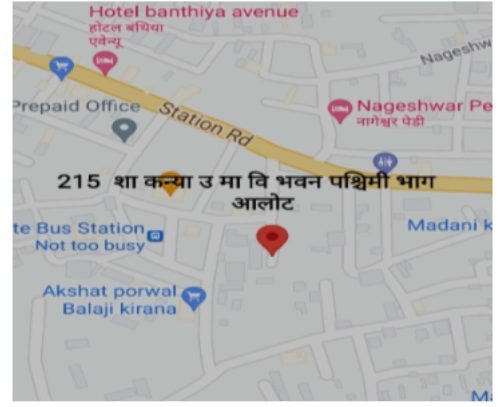 Hotel banthiya avenue
होटल बंथिया
एवेन्यू
Nageshw
Prepaid Office
Station Rd
Nageshwar Pe
नागेश्वर पेडी
215 शा कन्या उ मा वि भवन पश्चिमी भाग
आलोट
te Bus Station
Not too busy
Madani k
Akshat porwal
Balaji kirana
M